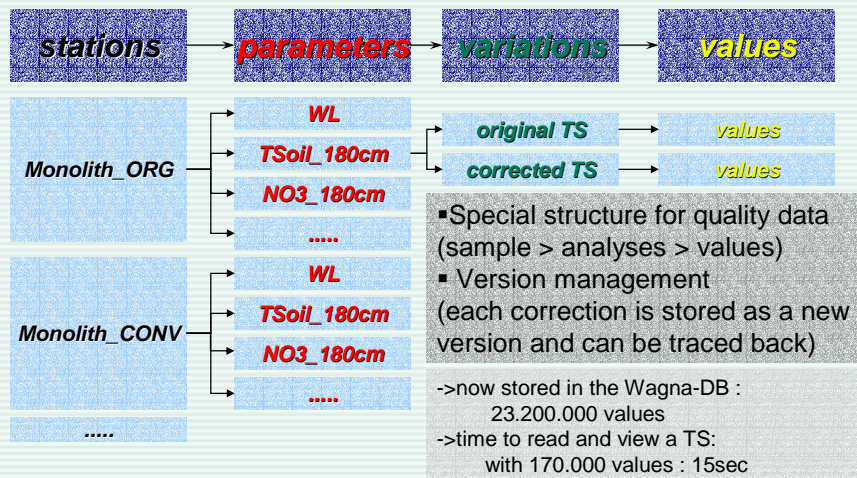 stations
parameters
variations
values
Monolith_ORG
WL
TSoil_180cm
NO3_180cm
.....
original TS
values
corrected TS
values
Monolith_CONV
WL
TSoil_180cm
NO3_180cm
.....
.....
▪Special structure for quality data
(sample > analyses > values)
▪ Version management
(each correction is stored as a new
version and can be traced back)
->now stored in the Wagna-DB :
23.200.000 values
->time to read and view a TS:
with 170.000 values : 15sec